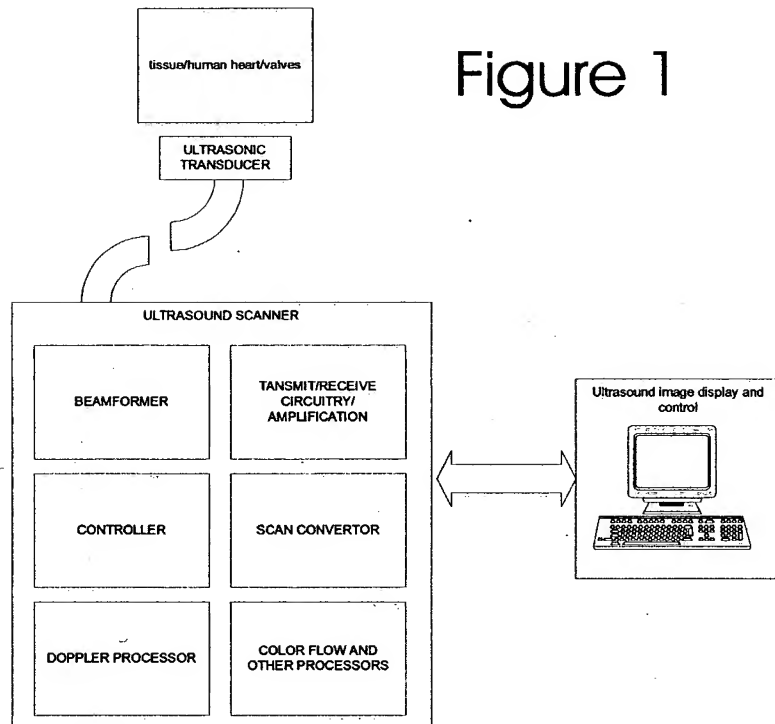 Figure 1
tissue/human heart/valves
ULTRASONIC
TRANSDUCER
ULTRASOUND SCANNER
BEAMFORMER
TANSMIT/RECEIVE
CIRCUITRY/
AMPLIFICATION
CONTROLLER
SCAN CONVERTOR
DOPPLER PROCESSOR
COLOR FLOW AND
OTHER PROCESSORS
Ultrasound image display and
control